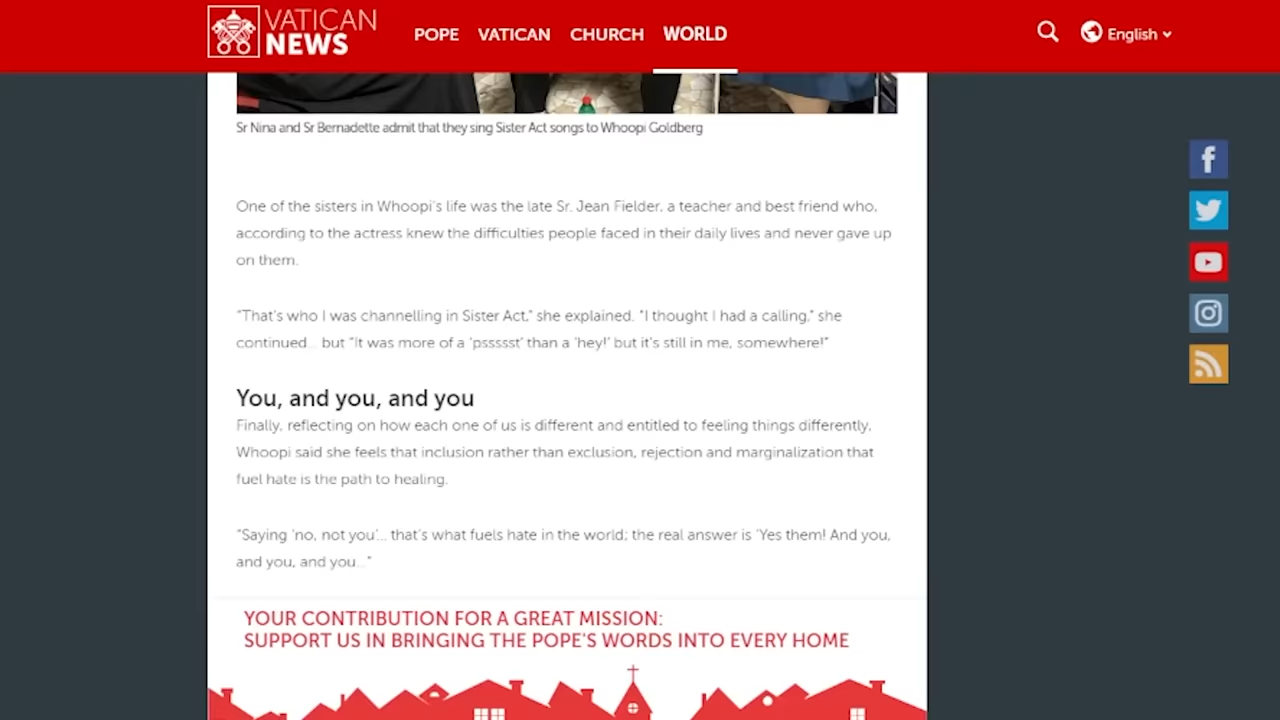 VATICAN
NEWS
POPE VATICAN CHURCH WORLD
English
Sr Nina and Sr Bernadette admit that they sing Sister Act songs to Whoopi Goldberg
One of the sisters in Whoopi's life was the late Sr. Jean Fielder, a teacher and best friend who,
according to the actress knew the difficulties people faced in their daily lives and never gave up
on them.
"That's who I was channelling in Sister Act," she explained. "I thought I had a calling," she
continued... but "It was more of a 'pssssst' than a 'hey!' but it's still in me, somewhere!"
You, and you, and you
Finally, reflecting on how each one of us is different and entitled to feeling things differently,
Whoopi said she feels that inclusion rather than exclusion, rejection and marginalization that
fuel hate is the path to healing.
"Saying 'no, not you'... that's what fuels hate in the world; the real answer is 'Yes them! And you,
and you, and you..."
YOUR CONTRIBUTION FOR A GREAT MISSION:
SUPPORT US IN BRINGING THE POPE'S WORDS INTO EVERY HOME